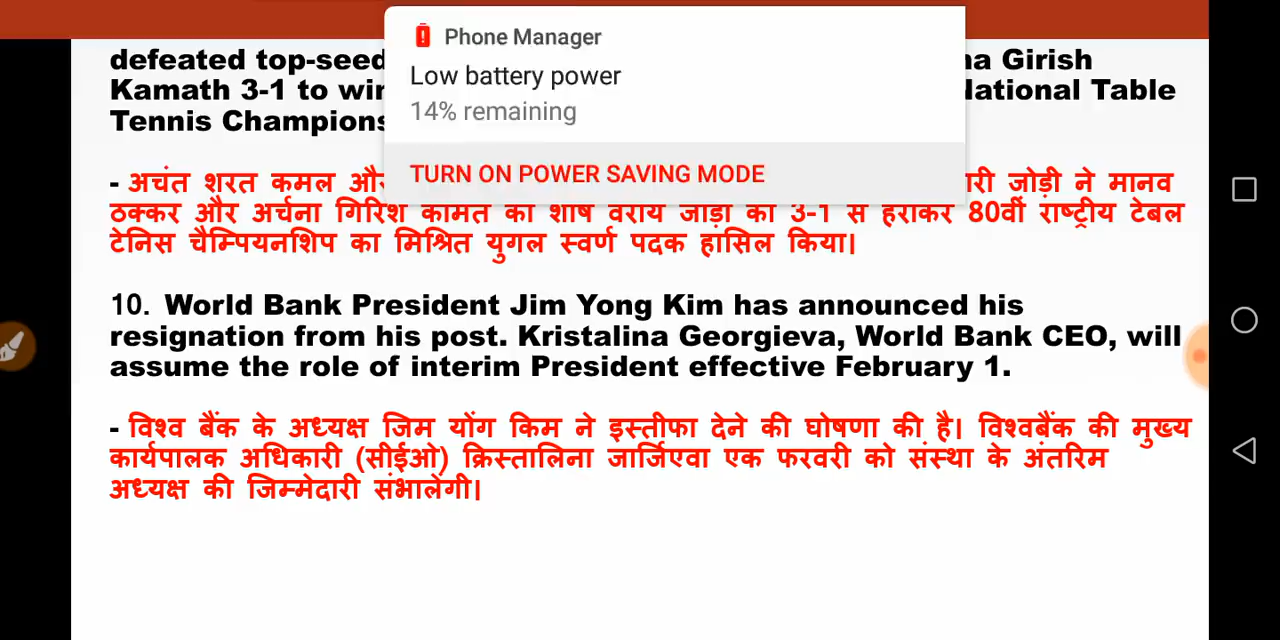 Phone Manager
Low battery power
14% remaining
TURN ON POWER SAVING MODE
defeated top-seed Girish
Kamath 3-1 to National Table
Tennis
- अचंत शरत कमल जोड़ी ने मानव
ठक्कर और अर्चना गिरिश कामत की शीर्ष वरीय जोड़ी को 3-1 से हराकर 80वीं राष्ट्रीय टेबल
टेनिस चैम्पियनशिप का मिश्रित युगल स्वर्ण पदक हासिल किया।
10. World Bank President Jim Yong Kim has announced his
resignation from his post. Kristalina Georgieva, World Bank CEO, will
assume the role of interim President effective February 1.
- विश्व बैंक के अध्यक्ष जिम योंग किम ने इस्तीफा देने की घोषणा की है। विश्वबैंक की मुख्य
कार्यपालक अधिकारी (सीईओ) क्रिस्तालिना जार्जिएवा एक फरवरी को संस्था के अंतरिम
अध्यक्ष की जिम्मेदारी संभालेंगी।